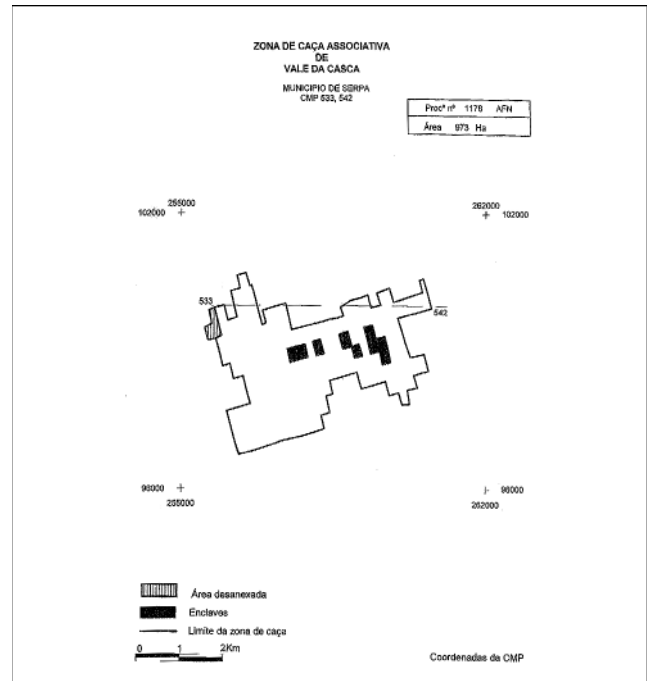 ZONA DE CAÇA ASSOCIATIVA
DE
VALE DA CASCA
MUNICIPIO DE SERPA
CMP 533, 542
Procº nº 1178 AFN
Área 973 Ha
255000
102000
262000
102000
533
542
96000
255000
96000
262000
Área desanexada
Enclaves
Limite da zona de caça
0 1 2Km
Coordenadas da CMP